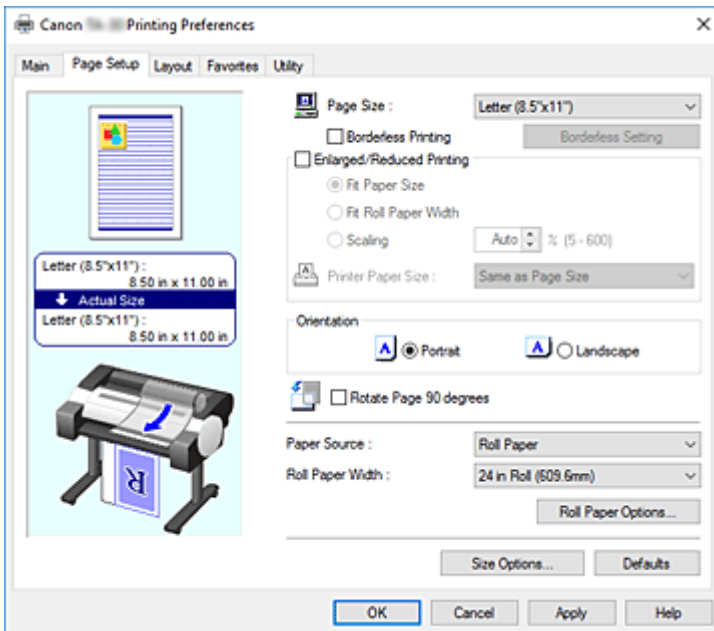 Canon Printing Preferences
Main Page Setup Layout Favorites Utility
Page Size : Letter (8.5"x11")
Borderless Printing Borderless Setting
Enlarged/Reduced Printing
Fit Paper Size
Fit Roll Paper Width
Scaling Auto % (5 - 600)
Printer Paper Size : Same as Page Size
Letter (8.5"x11") :
8.50 in x 11.00 in
Actual Size
Letter (8.5"x11") :
8.50 in x 11.00 in
Orientation
A Portrait A Landscape
Rotate Page 90 degrees
Paper Source : Roll Paper
Roll Paper Width : 24 in Roll (609.6mm)
Roll Paper Options...
R
Size Options... Defaults
OK Cancel Apply Help